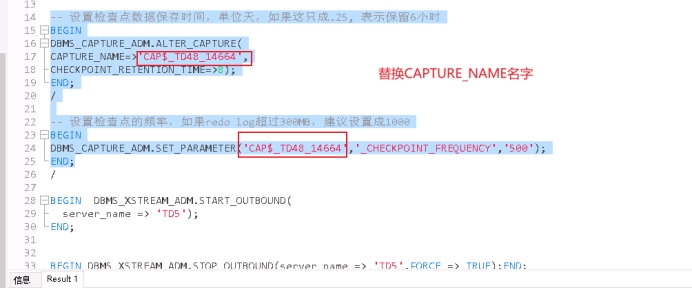 13
14 -- 设置检查点数据保存时间,单位天,如果这只成.25, 表示保留6小时
15 BEGIN
16 DBMS_CAPTURE_ADM.ALTER_CAPTURE(
17 CAPTURE_NAME=>'CAP$_TD48_14664',
18 CHECKPOINT_RETENTION_TIME=>8);
替换CAPTURE_NAME名字
19 END;
20 /
21
22 -- 设置检查点的频率,如果redo log超过300MB,建议设置成1000
23 BEGIN
24 DBMS_CAPTURE_ADM.SET_PARAMETER('CAP$_TD48_14664','_CHECKPOINT_FREQUENCY','500');
25 END;
26 /
27
28 BEGIN DBMS_XSTREAM_ADM.START_OUTBOUND(
29 server_name => 'TD5');
30 END;
31
32
33 BEGIN DBMS_XSTREAM_ADM.STOP_OUTBOUND(server_name => 'TD5',FORCE => TRUE);END;
信息 Result 1